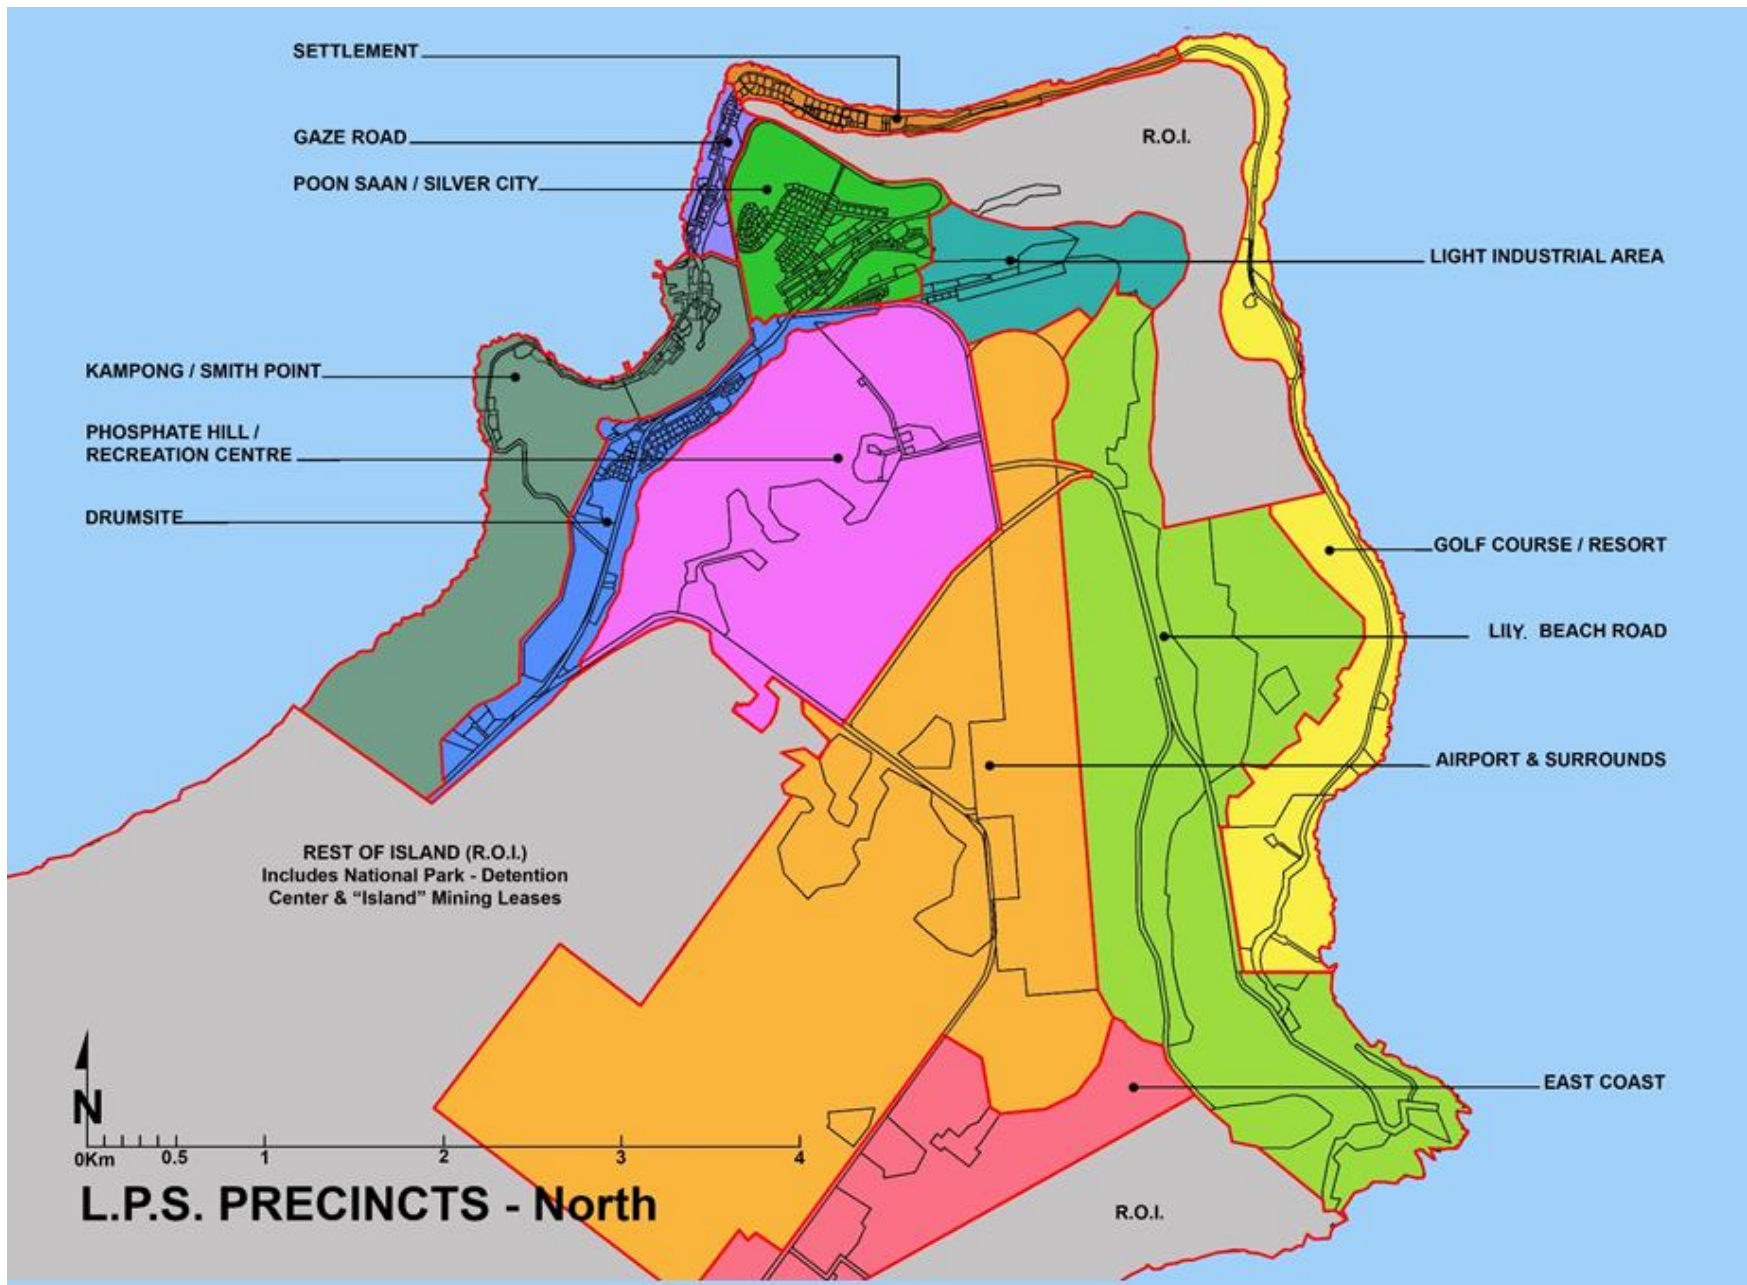 SETTLEMENT
GAZE ROAD
R.O.I.
POON SAAN / SILVER CITY
LIGHT INDUSTRIAL AREA
KAMPONG / SMITH POINT
PHOSPHATE HILL /
RECREATION CENTRE
DRUMSITE
GOLF COURSE / RESORT
LIlY. BEACH ROAD
AIRPORT & SURROUNDS
REST OF ISLAND (R.O.I.)
Includes National Park - Detention
Center & “Island” Mining Leases
EAST COAST
N
0Km 0.5 1 2 3 4
L.P.S. PRECINCTS - North
R.O.I.